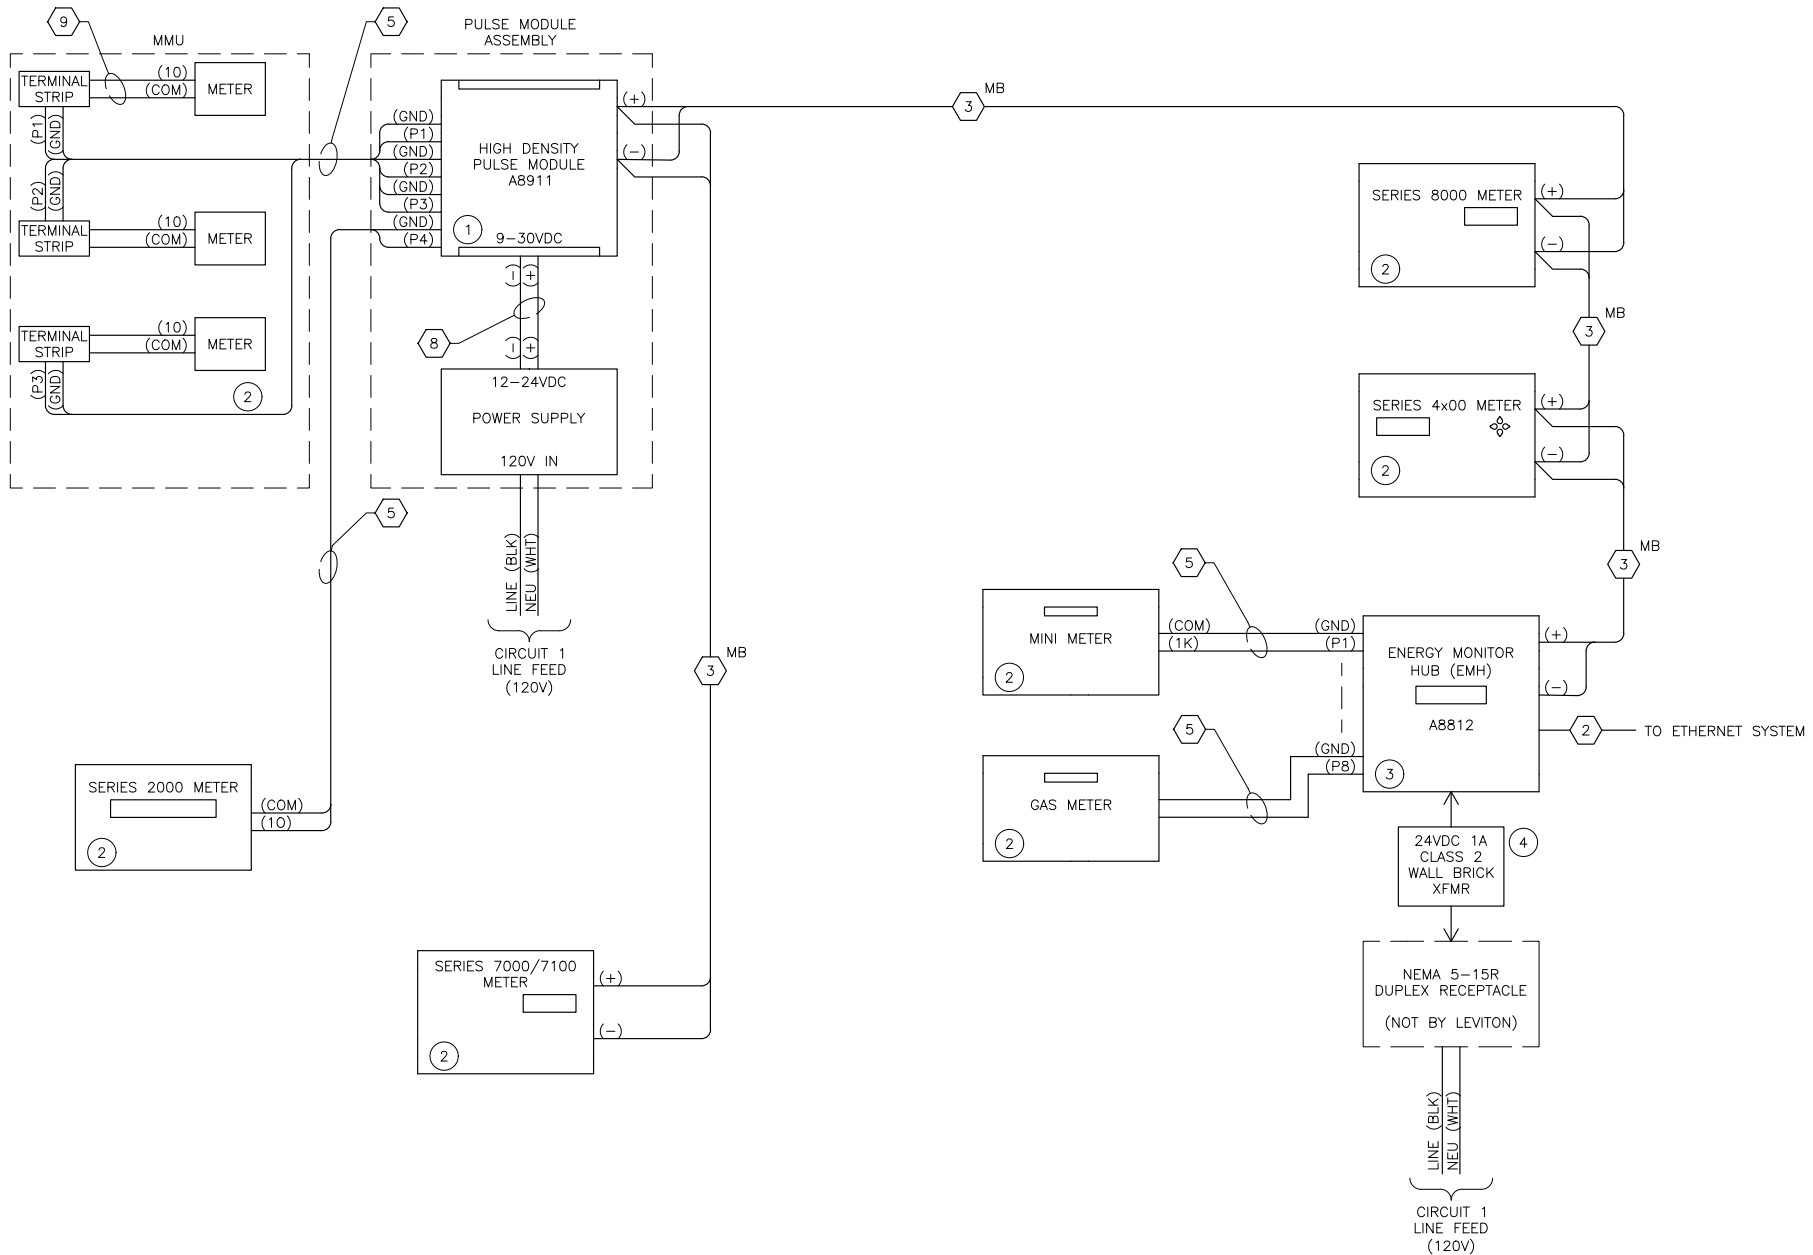 9
5
MMU
PULSE MODULE
ASSEMBLY
TERMINAL
STRIP
(10)
(COM)
METER
(P1)
(GND)
(P2)
(GND)
TERMINAL
STRIP
(10)
(COM)
METER
TERMINAL
STRIP
(10)
(COM)
METER
(P3)
(GND)
2
(GND)
(P1)
(GND)
(P2)
(GND)
(P3)
(GND)
(P4)
HIGH DENSITY
PULSE MODULE
A8911
1
9-30VDC
(+)
(-)
(-)
(+)
8
(-)
(+)
12-24VDC
POWER SUPPLY
120V IN
LINE (BLK)
NEU (WHT)
CIRCUIT 1
LINE FEED
(120V)
5
3
MB
SERIES 2000 METER
(COM)
(10)
2
SERIES 7000/7100
METER
(+)
(-)
2
3
MB
SERIES 8000 METER
(+)
(-)
2
3
MB
SERIES 4x00 METER
(+)
(-)
2
3
MB
5
MINI METER
(COM)
(1K)
(GND)
(P1)
2
ENERGY MONITOR
HUB (EMH)
A8812
3
(+)
(-)
2
TO ETHERNET SYSTEM
5
GAS METER
(GND)
(P8)
2
24VDC 1A
CLASS 2
WALL BRICK
XFMR
4
NEMA 5-15R
DUPLEX RECEPTACLE
(NOT BY LEVITON)
LINE (BLK)
NEU (WHT)
CIRCUIT 1
LINE FEED
(120V)